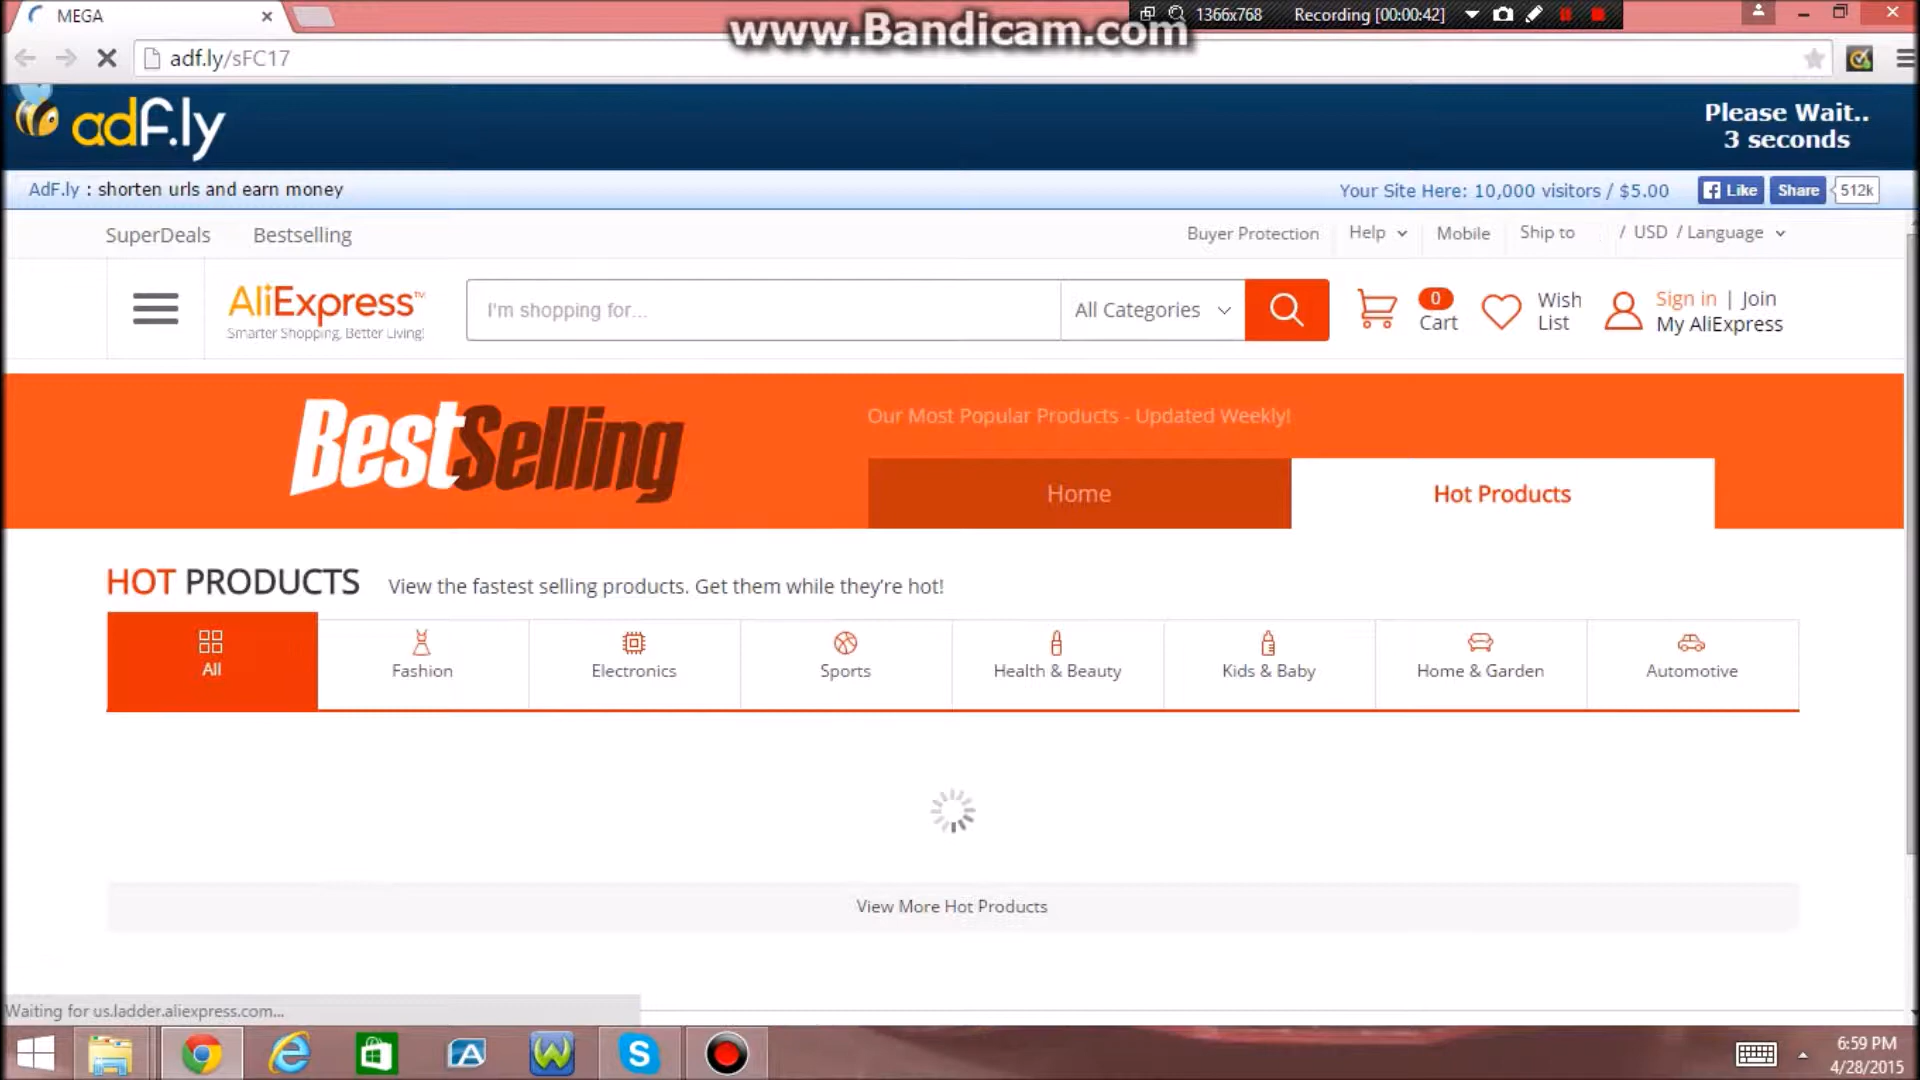 MEGA
www.Bandicam.com
1366x768
Recording [00:00:42]
adf.ly/sFC17
adf.ly
Please Wait..
3 seconds
AdF.ly : shorten urls and earn money
Your Site Here: 10,000 visitors / $5.00
Like
Share
512k
SuperDeals
Bestselling
Buyer Protection
Help
Mobile
Ship to
/ USD / Language
AliExpress™
Smarter Shopping, Better Living!
I'm shopping for...
All Categories
0
Cart
Wish
List
Sign in | Join
My AliExpress
BestSelling
Our Most Popular Products - Updated Weekly!
Home
Hot Products
HOT PRODUCTS
View the fastest selling products. Get them while they're hot!
All
Fashion
Electronics
Sports
Health & Beauty
Kids & Baby
Home & Garden
Automotive
View More Hot Products
Waiting for us.ladder.aliexpress.com...
6:59 PM
4/28/2015